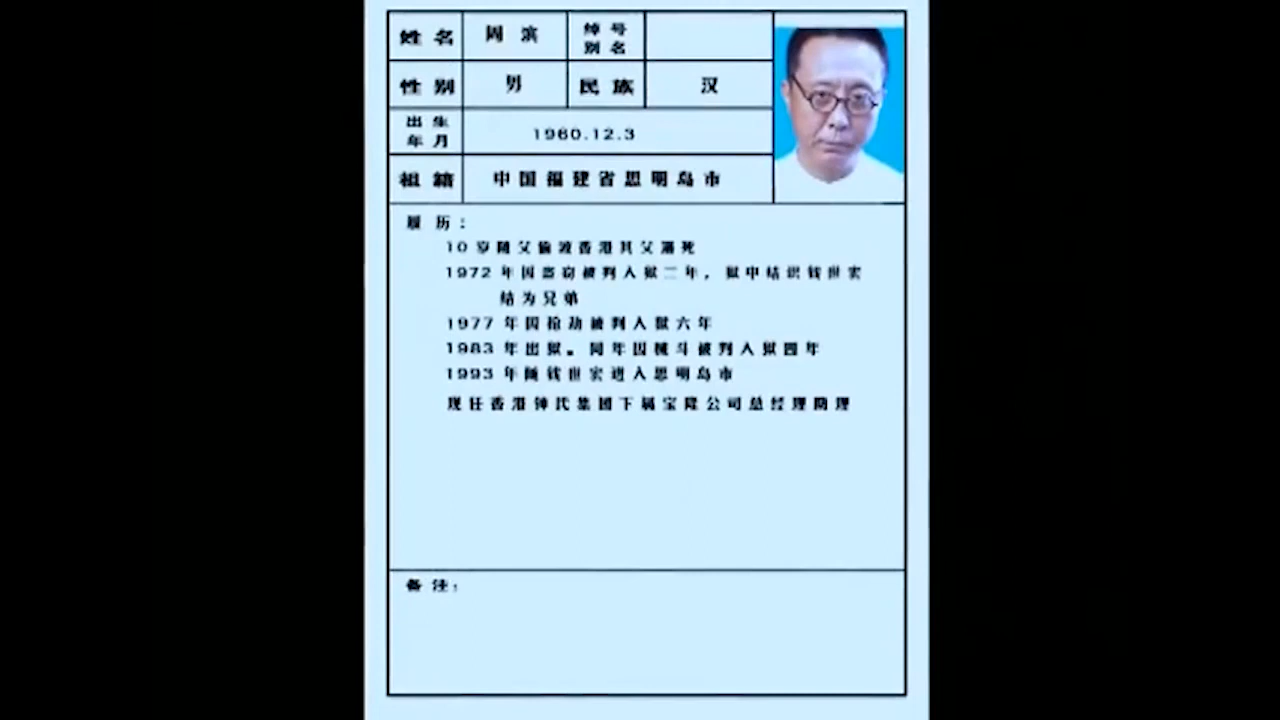 姓名 周滨 绰号 别名
性别 男 民族 汉
出生年月 1960.12.3
祖籍 中国福建省思明岛市
履历：
10岁随父偷渡香港其父溺死
1972年因盗窃被判入狱二年，狱中结识钱世宏
结为兄弟
1977年因抢劫被判入狱六年
1983年出狱。同年因械斗被判入狱四年
1993年随钱世宏进入思明岛市
现任香港钟氏集团下属宝隆公司总经理助理
备注：